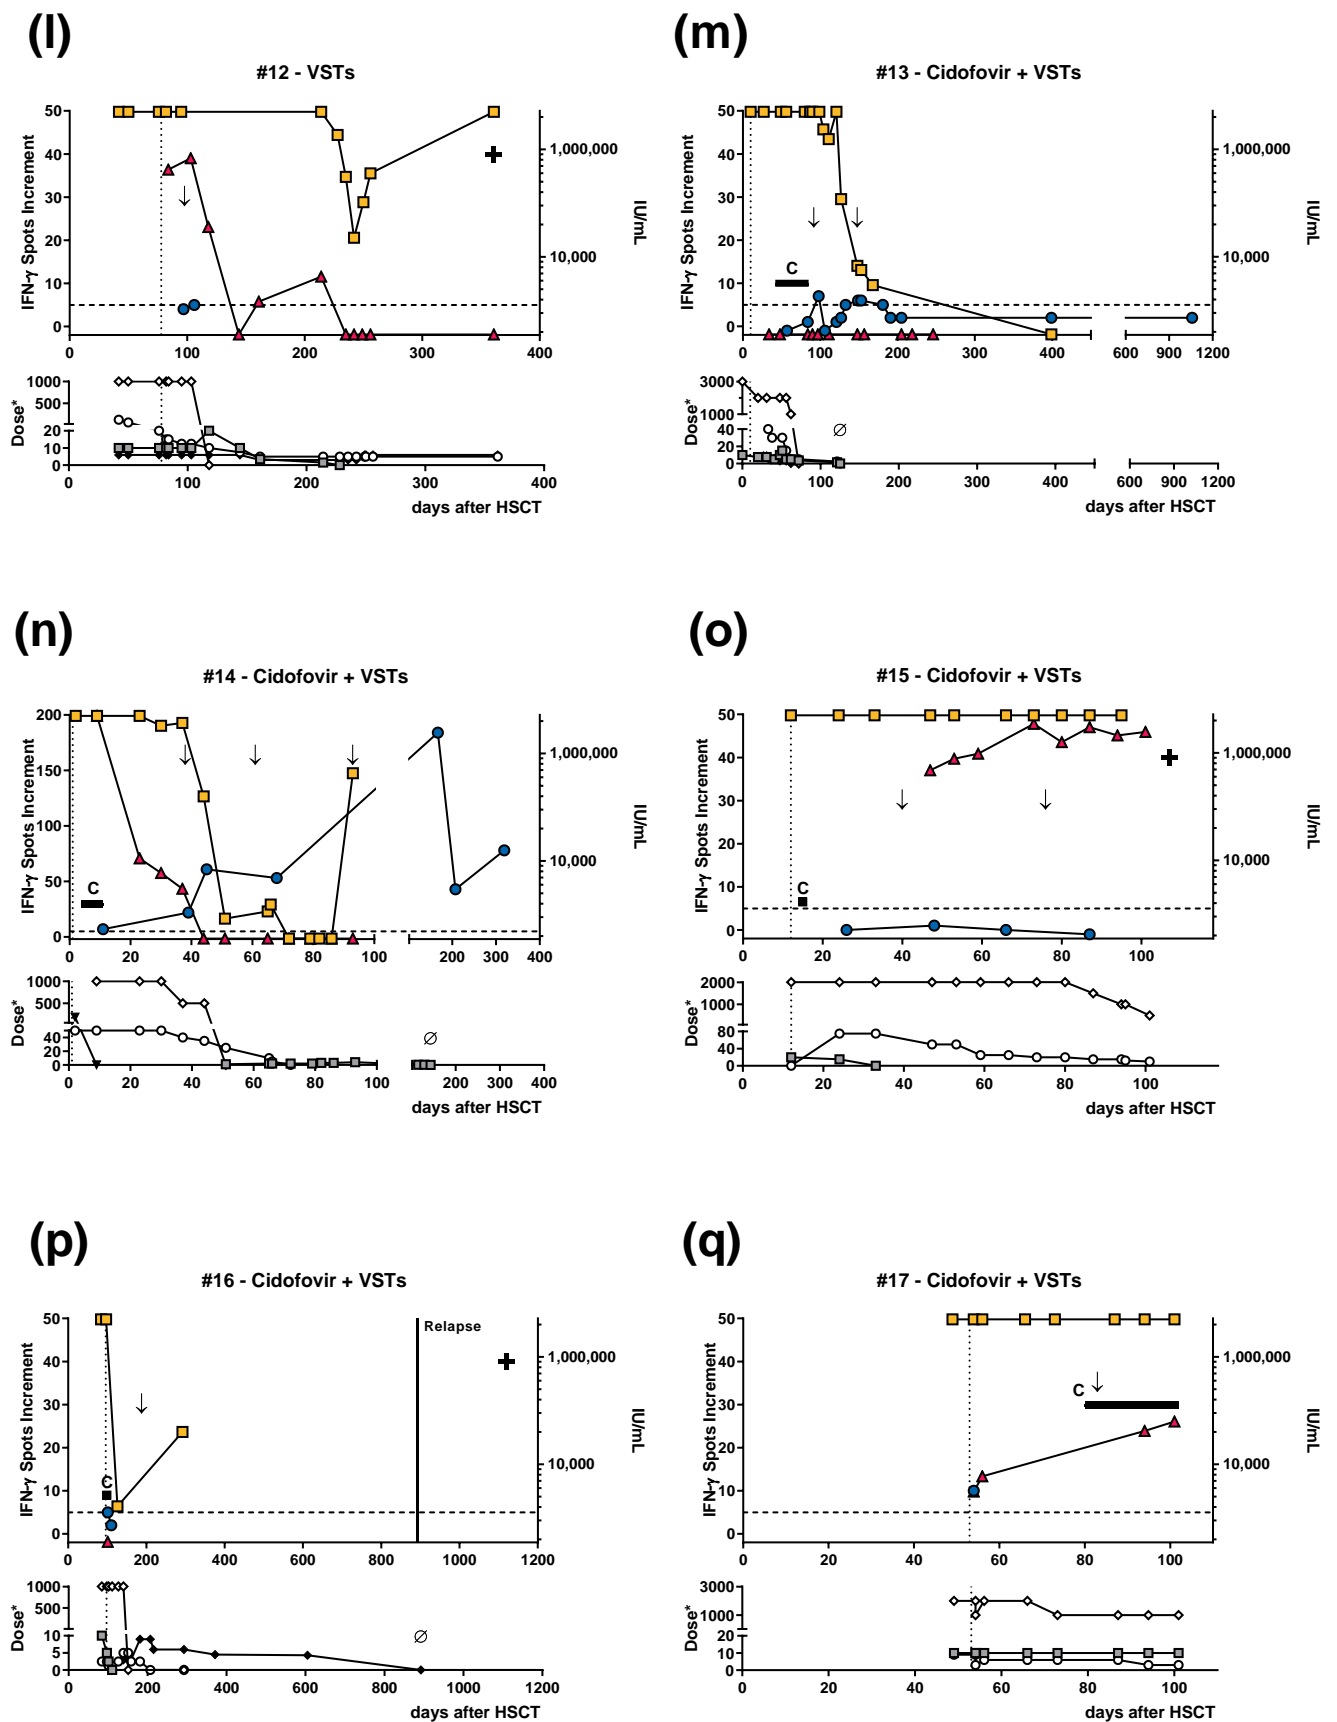 (l)
#12 - VSTs
IFN-γ Spots Increment
50
40
30
20
10
0
0 100 200 300 400
1,000,000
10,000
IU/mL
Dose*
1000
500
20
10
0
0 100 200 300 400
days after HSCT
(m)
#13 - Cidofovir + VSTs
IFN-γ Spots Increment
50
40
30
20
10
0
C
0 100 200 300 400 600 900 1200
1,000,000
10,000
IU/mL
Dose*
3000
1000
40
20
0
0 100 200 300 400 600 900 1200
days after HSCT
(n)
#14 - Cidofovir + VSTs
IFN-γ Spots Increment
200
150
100
50
0
C
0 20 40 60 80 100 200 300 400
1,000,000
10,000
IU/mL
Dose*
1000
500
40
20
0
0 20 40 60 80 100 200 300 400
days after HSCT
(o)
#15 - Cidofovir + VSTs
IFN-γ Spots Increment
50
40
30
20
10
0
C
0 20 40 60 80 100
1,000,000
10,000
IU/mL
Dose*
2000
1000
80
40
0
0 20 40 60 80 100
days after HSCT
(p)
#16 - Cidofovir + VSTs
IFN-γ Spots Increment
50
40
30
20
10
0
C
Relapse
0 200 400 600 800 1000 1200
1,000,000
10,000
IU/mL
Dose*
1000
500
10
5
0
0 200 400 600 800 1000 1200
days after HSCT
(q)
#17 - Cidofovir + VSTs
IFN-γ Spots Increment
50
40
30
20
10
0
C
0 20 40 60 80 100
1,000,000
10,000
IU/mL
Dose*
3000
1000
20
10
0
0 20 40 60 80 100
days after HSCT